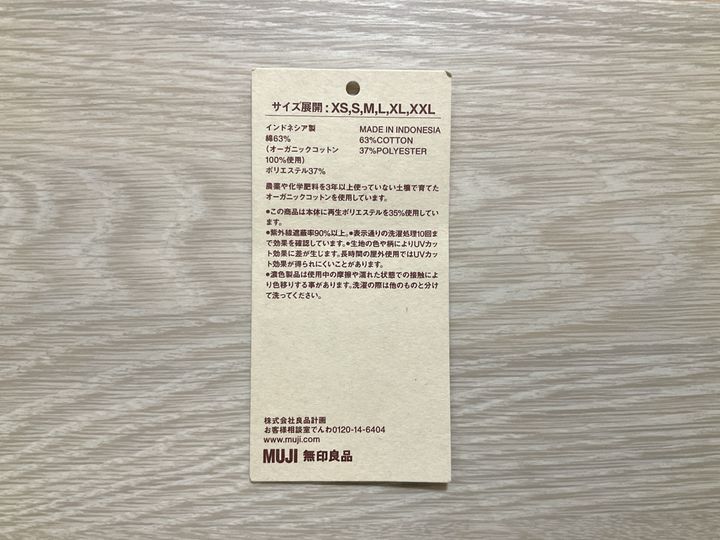 サイズ展開：XS,S,M,L,XL,XXL
インドネシア製
綿63%
（オーガニックコットン
100%使用）
ポリエステル37%
MADE IN INDONESIA
63%COTTON
37%POLYESTER
農薬や化学肥料を3年以上使っていない土壌で育てた
オーガニックコットンを使用しています。
●この商品は本体に再生ポリエステルを35%使用してい
ます。
●紫外線遮蔽率90%以上。●表示通りの洗濯処理10回ま
で効果を確認しています。●生地の色や柄によりUVカッ
ト効果に差が生じます。長時間の屋外使用ではUVカッ
ト効果が得られにくいことがあります。
●濃色製品は使用中の摩擦や濡れた状態での接触によ
り色移りする事があります。洗濯の際は他のものと分け
て洗ってください。
株式会社良品計画
お客様相談室でんわ0120-14-6404
www.muji.com
MUJI 無印良品